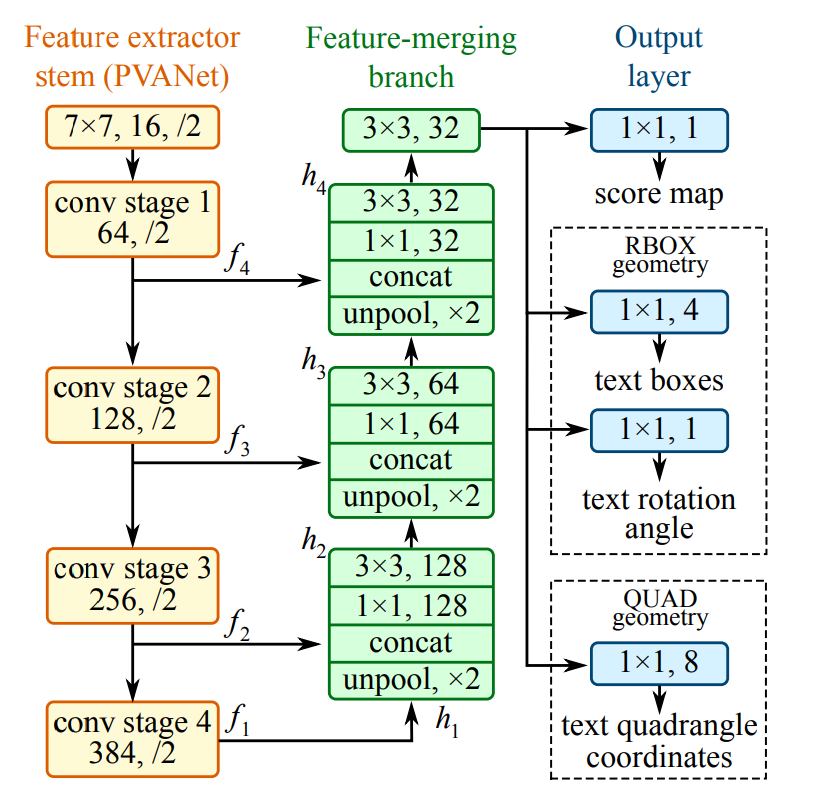 Feature extractor
stem (PVANet)
7×7, 16, /2
conv stage 1
64, /2
f4
conv stage 2
128, /2
f3
conv stage 3
256, /2
f2
conv stage 4
384, /2
f1
Feature-merging
branch
3×3, 32
h4
3×3, 32
1×1, 32
concat
unpool, ×2
h3
3×3, 64
1×1, 64
concat
unpool, ×2
h2
3×3, 128
1×1, 128
concat
unpool, ×2
h1
Output
layer
1×1, 1
score map
RBOX
geometry
1×1, 4
text boxes
1×1, 1
text rotation
angle
QUAD
geometry
1×1, 8
text quadrangle
coordinates